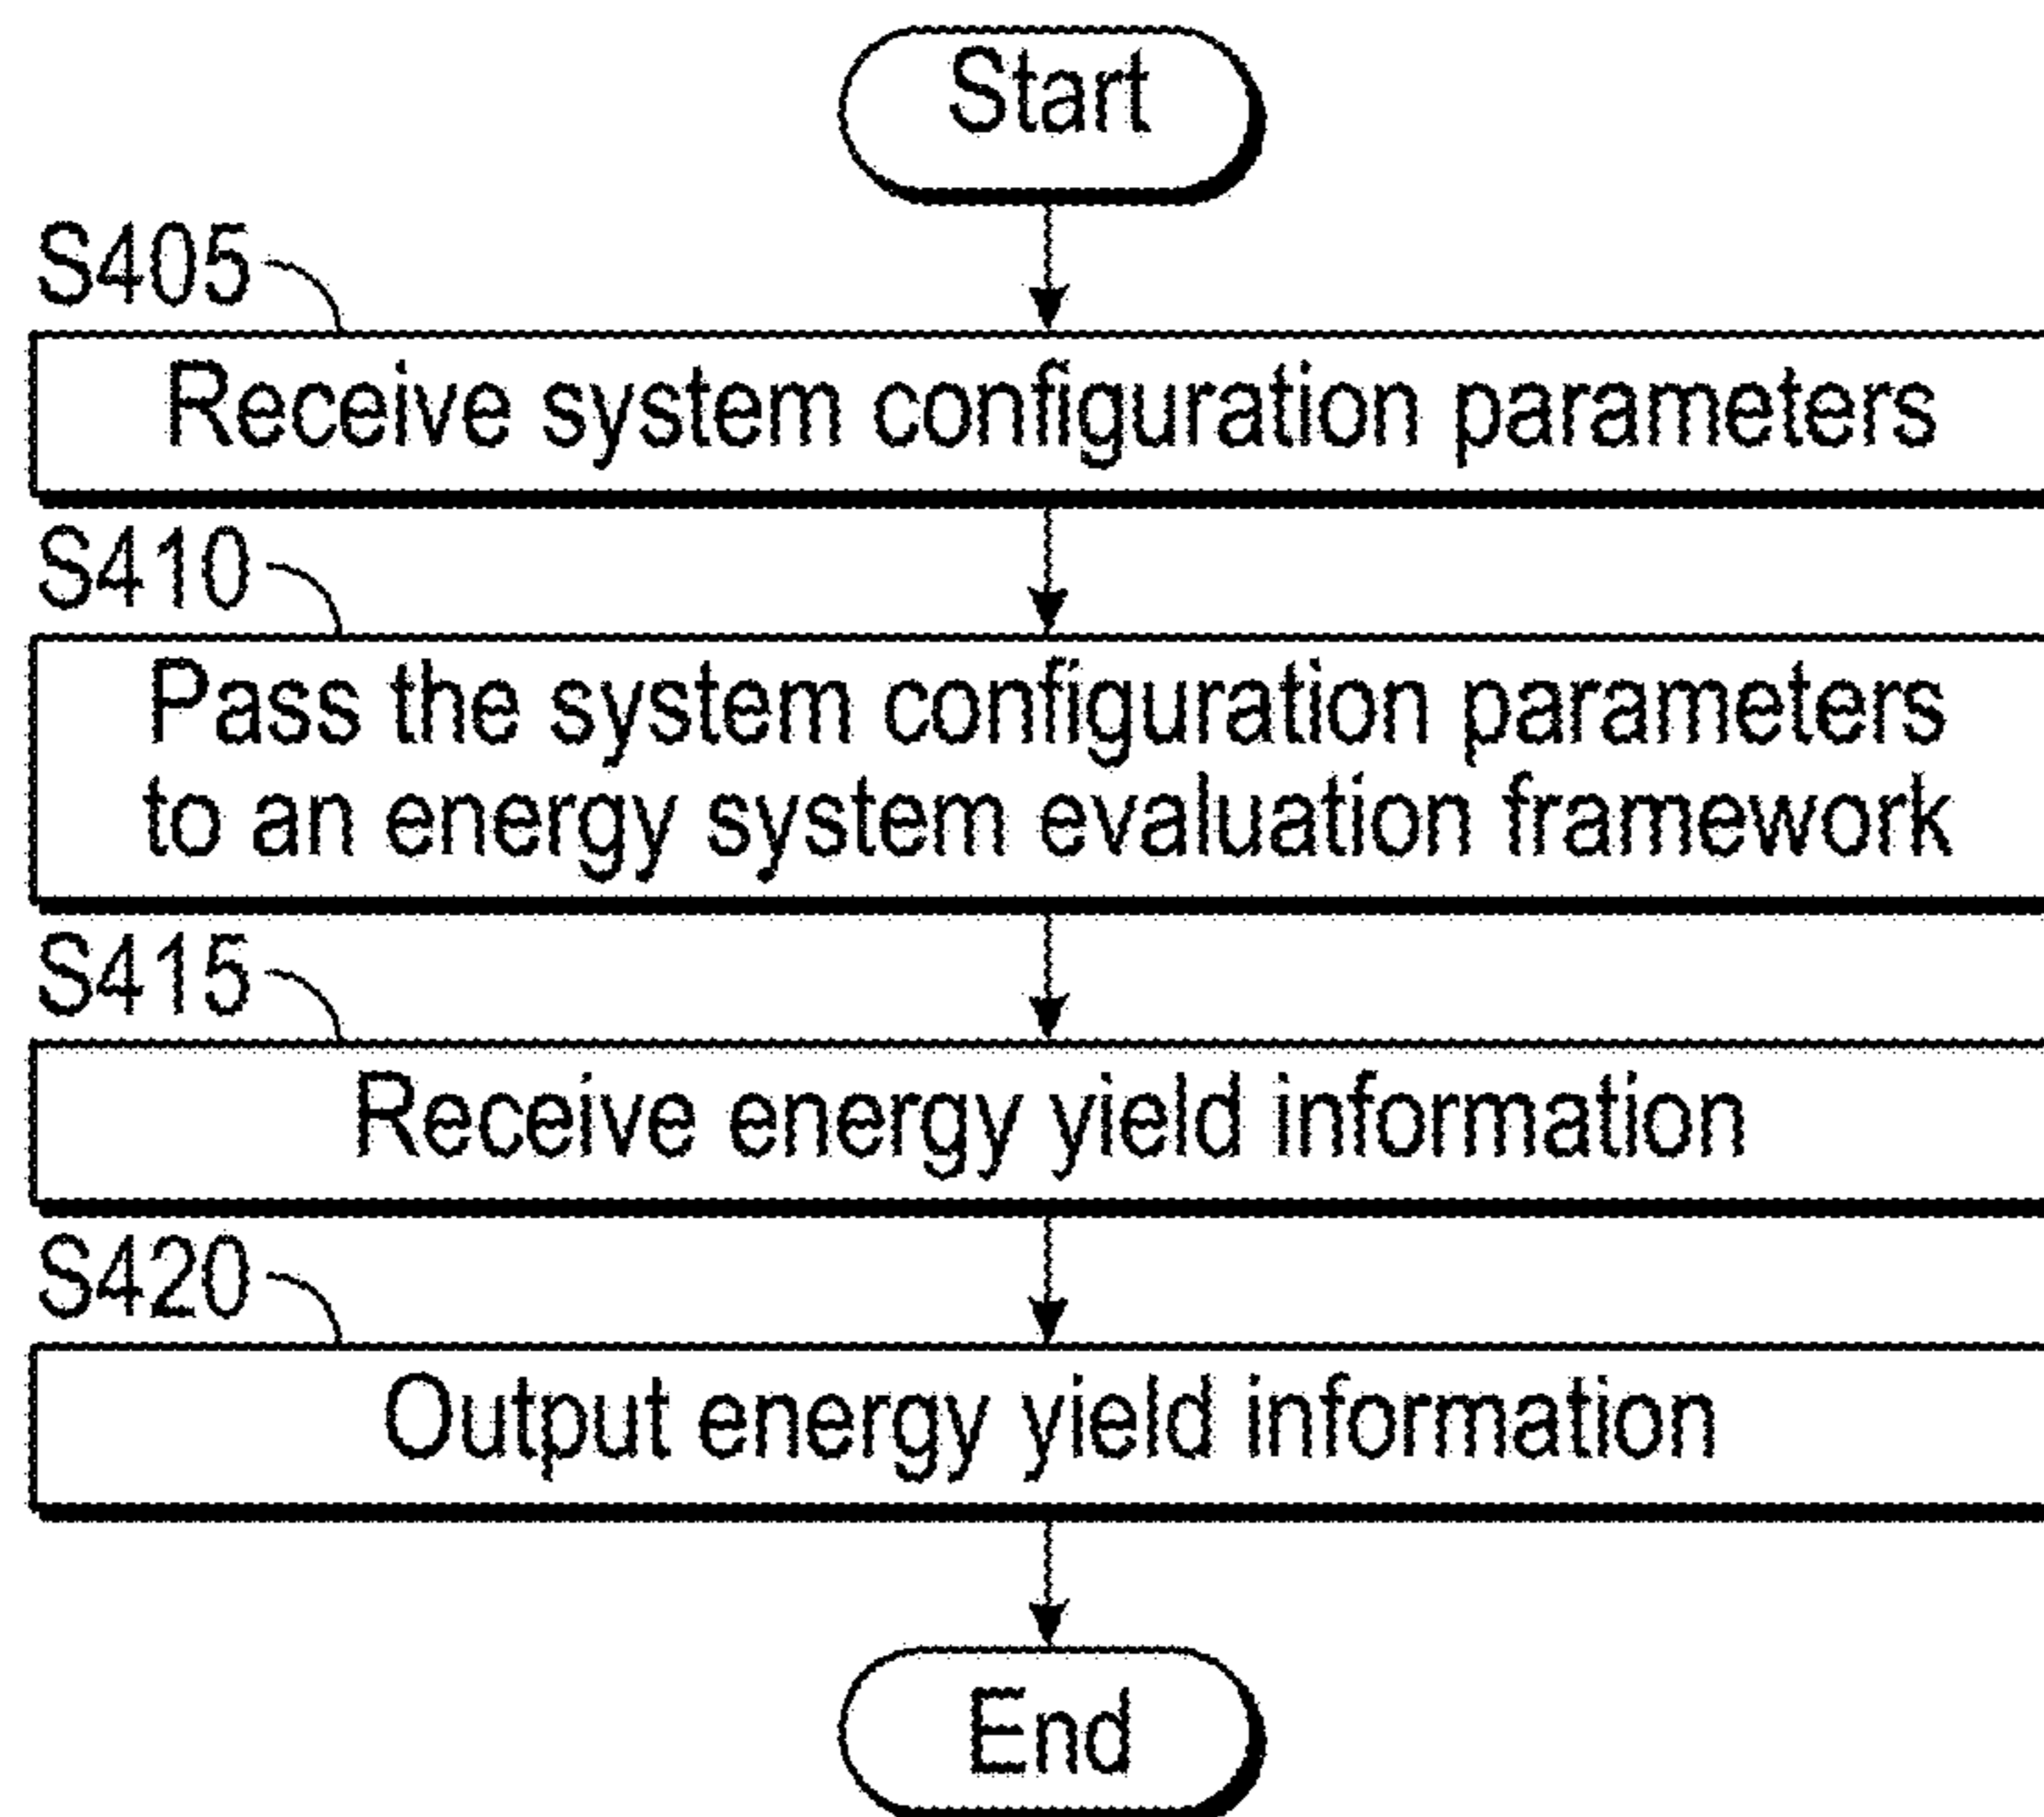 Start
S405
Receive system configuration parameters
S410
Pass the system configuration parameters
to an energy system evaluation framework
S415
Receive energy yield information
S420
Output energy yield information
End